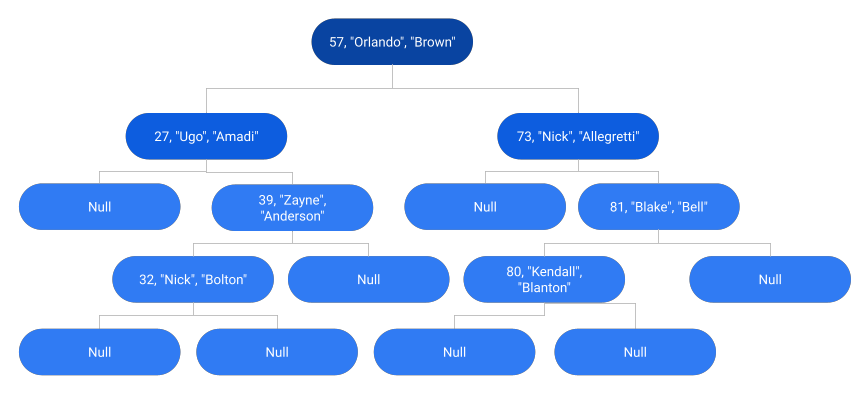 57, "Orlando", "Brown"
27, "Ugo", "Amadi"
73, "Nick", "Allegretti"
Null
39, "Zayne",
"Anderson"
Null
81, "Blake", "Bell"
32, "Nick", "Bolton"
Null
80, "Kendall",
"Blanton"
Null
Null
Null
Null
Null